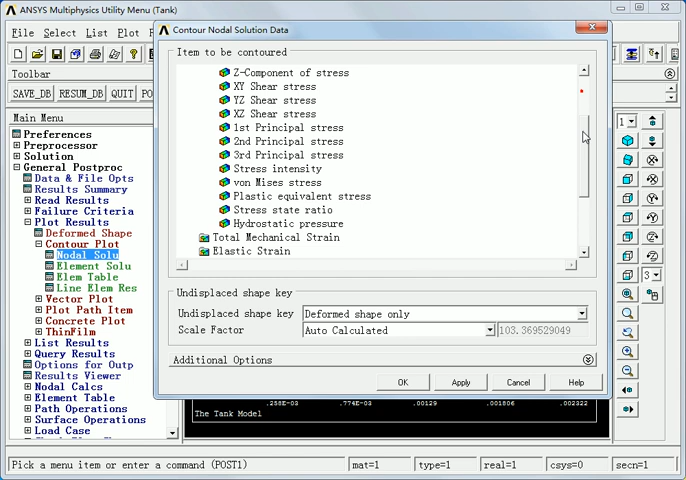 ANSYS Multiphysics Utility Menu (Tank)
File Select List Plot
Toolbar
SAVE_DB RESUM_DB QUIT
Main Menu
Preferences
Preprocessor
Solution
General Postproc
Data & File Opts
Results Summary
Read Results
Failure Criteria
Plot Results
Deformed Shape
Contour Plot
Nodal Solu
Element Solu
Elem Table
Line Elem Res
Vector Plot
Plot Path Item
Concrete Plot
ThinFilm
List Results
Query Results
Options for Outp
Results Viewer
Nodal Calcs
Element Table
Path Operations
Surface Operations
Load Case
Contour Nodal Solution Data
Item to be contoured
Z-Component of stress
XY Shear stress
YZ Shear stress
XZ Shear stress
1st Principal stress
2nd Principal stress
3rd Principal stress
Stress intensity
von Mises stress
Plastic equivalent stress
Stress state ratio
Hydrostatic pressure
Total Mechanical Strain
Elastic Strain
Undisplaced shape key
Undisplaced shape key Deformed shape only
Scale Factor Auto Calculated 103.369529049
Additional Options
OK Apply Cancel Help
1
3
.258E-03 .774E-03 .00129 .001806 .002322
The Tank Model
Pick a menu item or enter a command (POST1) mat=1 type=1 real=1 csys=0 secn=1